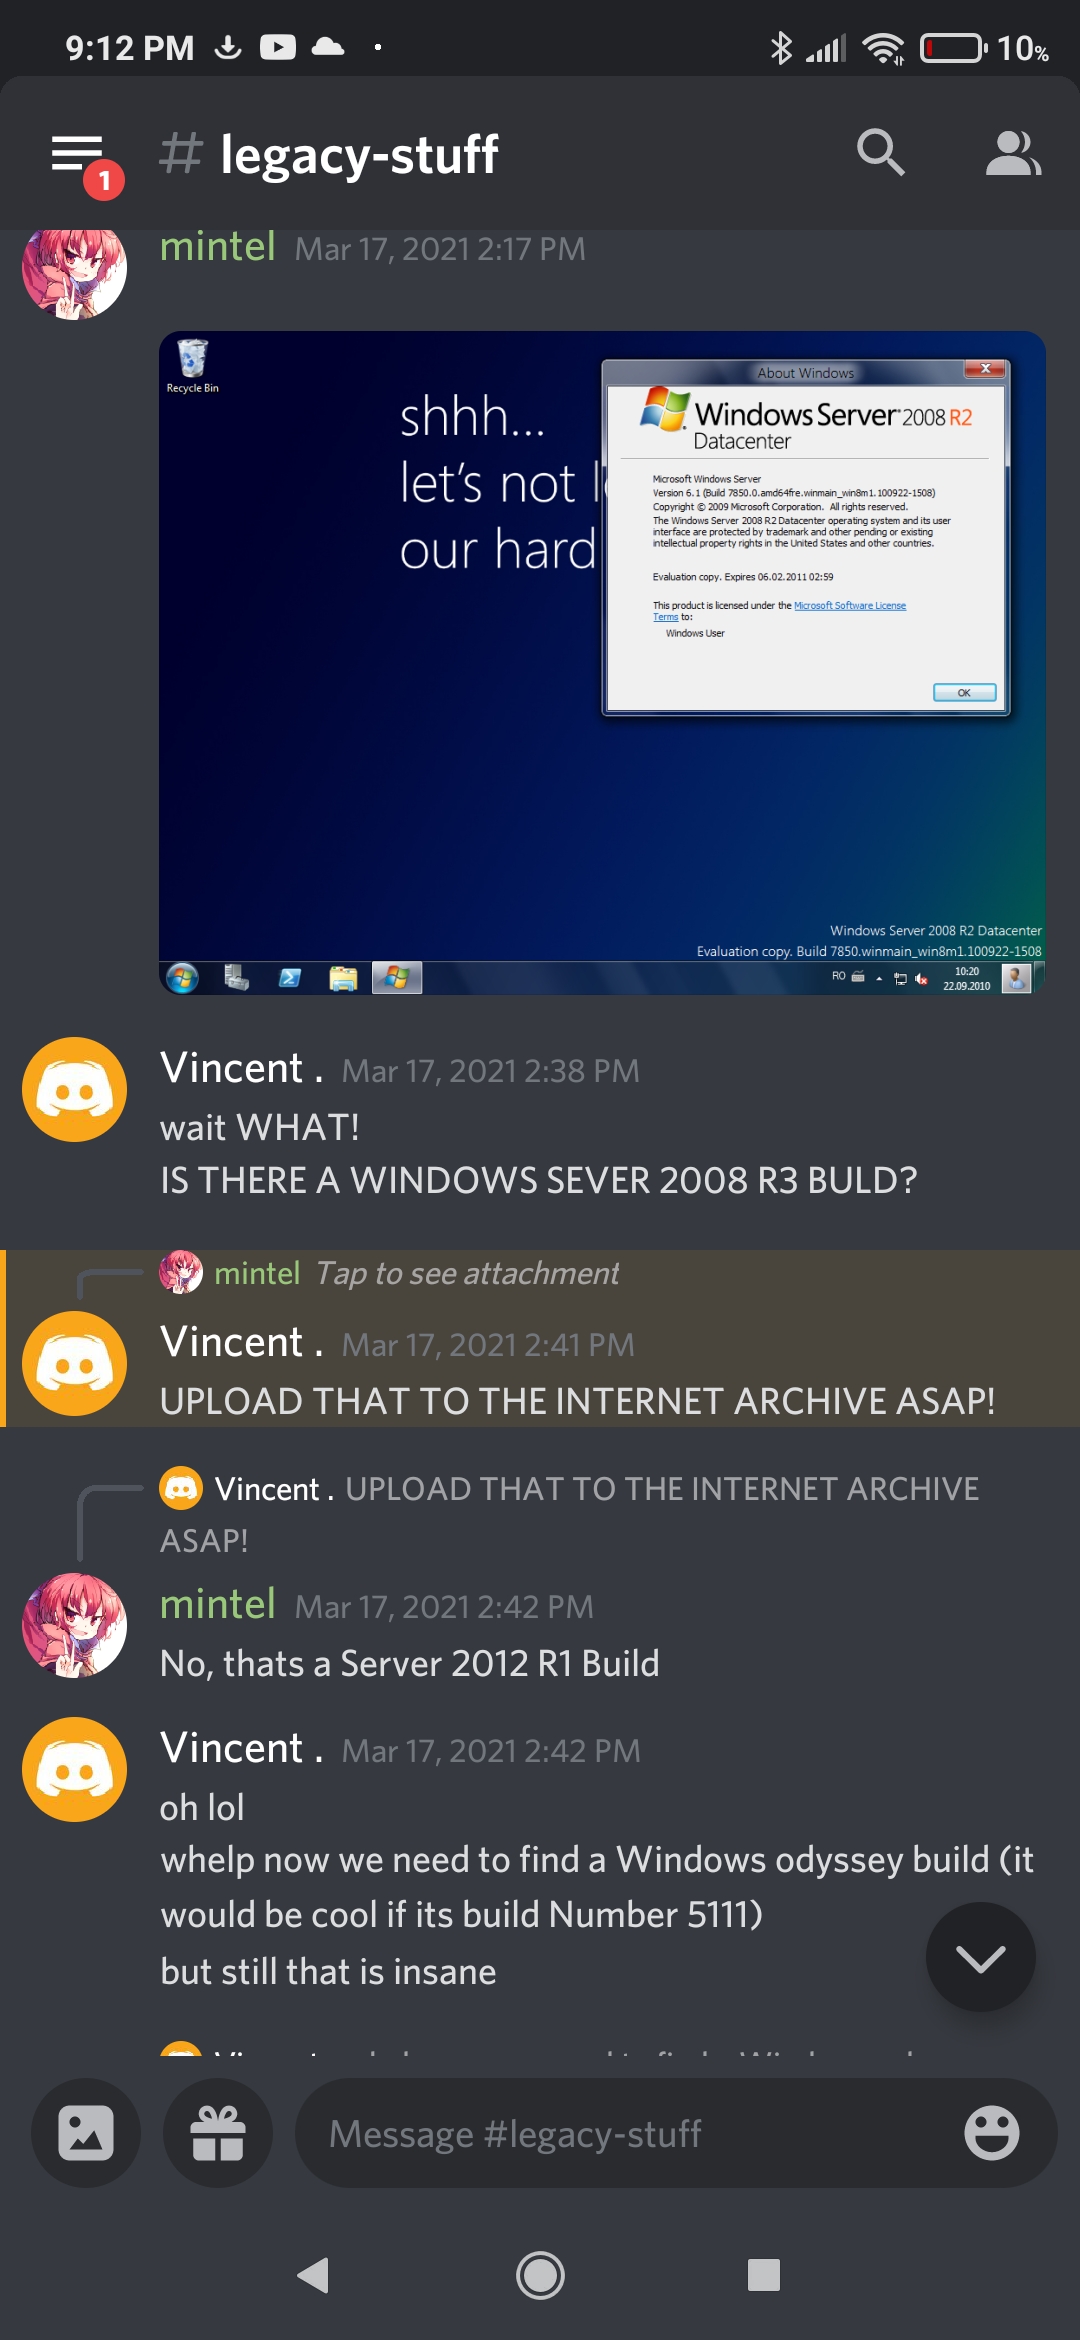 9:12 PM
10%
1
# legacy-stuff
mintel Mar 17, 2021 2:17 PM
Recycle Bin
shhh...
let's not l
our hard
About Windows
Windows Server 2008 R2
Datacenter
Microsoft Windows Server
Version 6.1 (Build 7850.0.amd64fre.winmain_win8m1.100922-1508)
Copyright © 2009 Microsoft Corporation. All rights reserved.
The Windows Server 2008 R2 Datacenter operating system and its user
interface are protected by trademark and other pending or existing
intellectual property rights in the United States and other countries.
Evaluation copy. Expires 06.02.2011 02:59
This product is licensed under the Microsoft Software License
Terms to:
Windows User
OK
Windows Server 2008 R2 Datacenter
Evaluation copy. Build 7850.winmain_win8m1.100922-1508
RO
10:20
22.09.2010
Vincent . Mar 17, 2021 2:38 PM
wait WHAT!
IS THERE A WINDOWS SEVER 2008 R3 BULD?
mintel Tap to see attachment
Vincent . Mar 17, 2021 2:41 PM
UPLOAD THAT TO THE INTERNET ARCHIVE ASAP!
Vincent . UPLOAD THAT TO THE INTERNET ARCHIVE
ASAP!
mintel Mar 17, 2021 2:42 PM
No, thats a Server 2012 R1 Build
Vincent . Mar 17, 2021 2:42 PM
oh lol
whelp now we need to find a Windows odyssey build (it
would be cool if its build Number 5111)
but still that is insane
Message #legacy-stuff